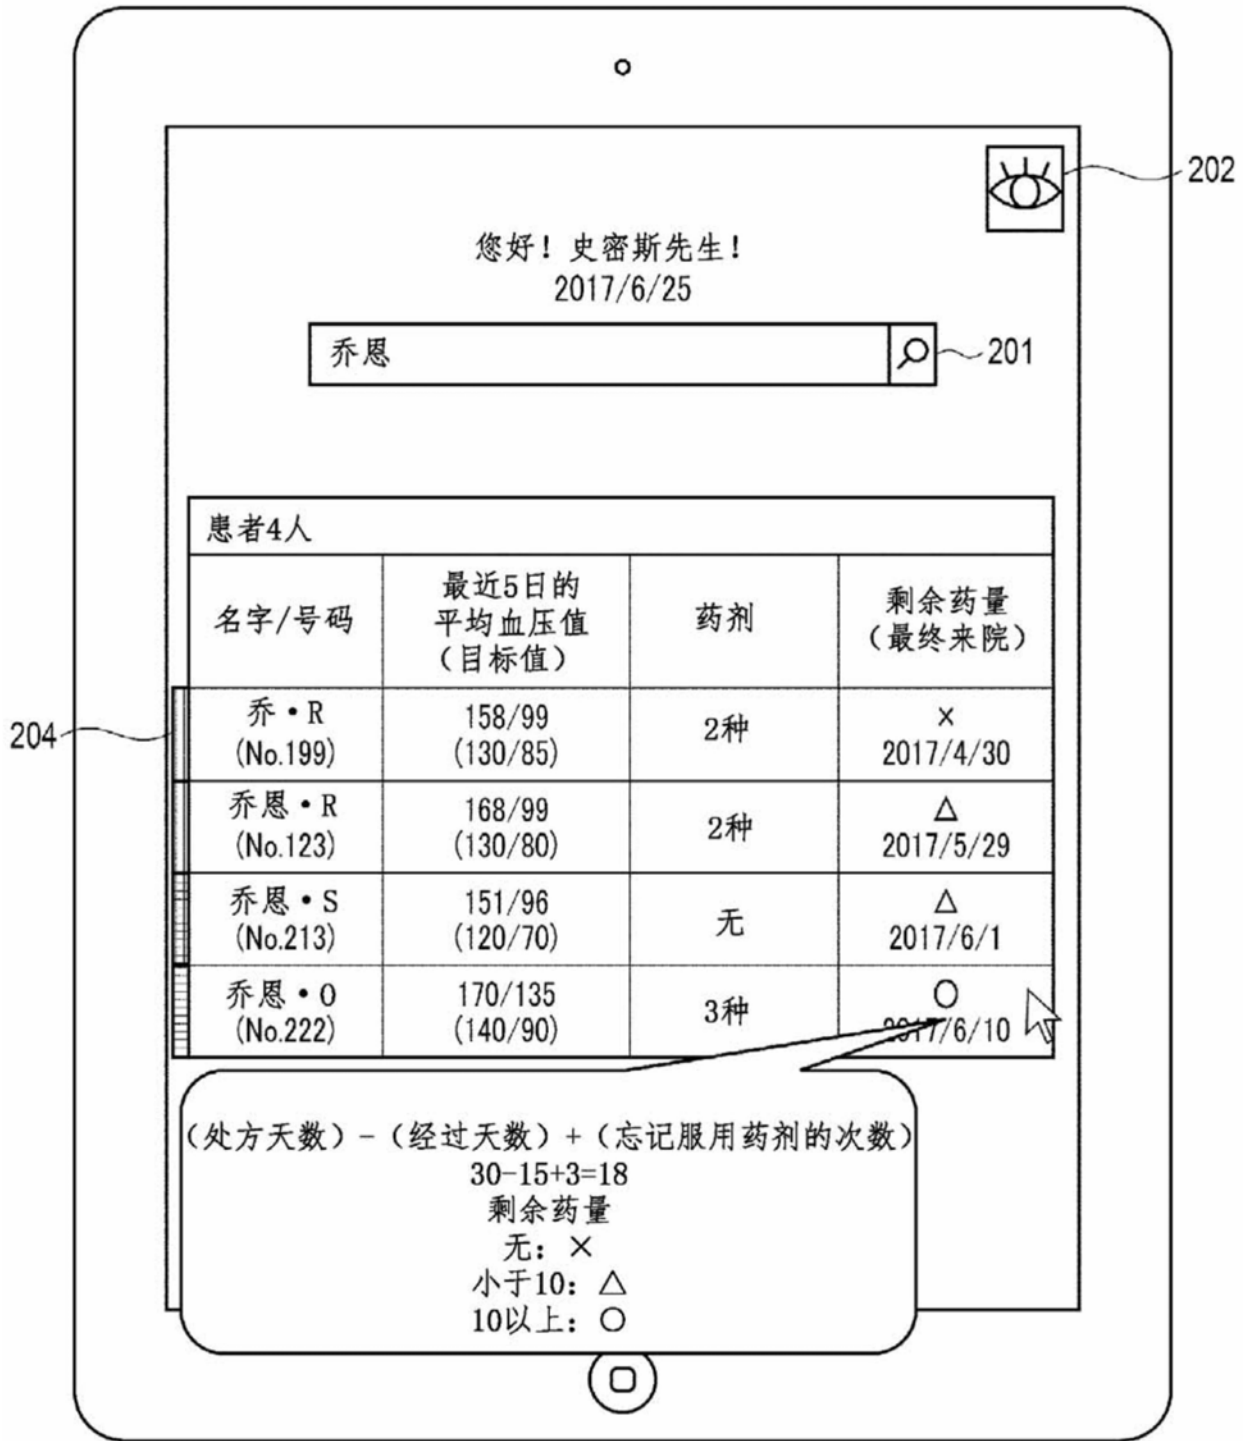 202
您好！史密斯先生！
2017/6/25
乔恩
201
患者4人
名字/号码
最近5日的
平均血压值
（目标值）
药剂
剩余药量
（最终来院）
204
乔・R
(No.199)
158/99
(130/85)
2种
×
2017/4/30
乔恩・R
(No.123)
168/99
(130/80)
2种
△
2017/5/29
乔恩・S
(No.213)
151/96
(120/70)
无
△
2017/6/1
乔恩・O
(No.222)
170/135
(140/90)
3种
○
2017/6/10
（处方天数）-（经过天数）+（忘记服用药剂的次数）
30-15+3=18
剩余药量
无：×
小于10：△
10以上：○